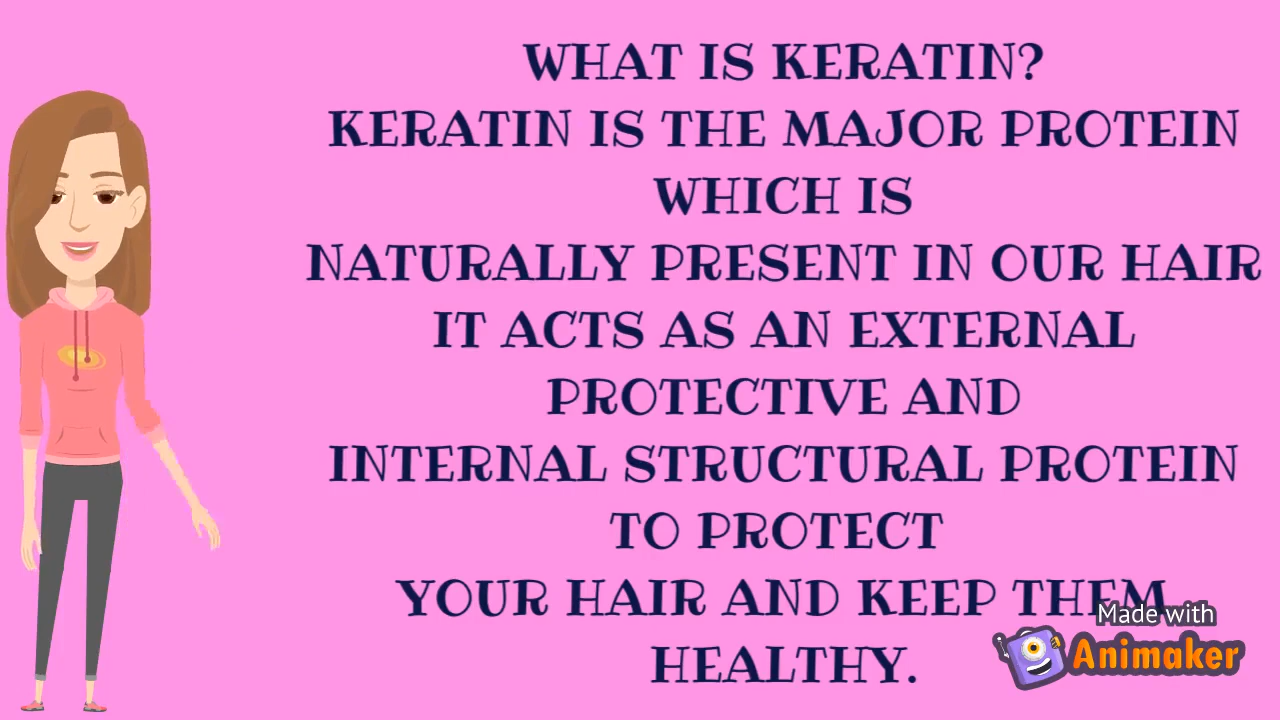 WHAT IS KERATIN?
KERATIN IS THE MAJOR PROTEIN
WHICH IS
NATURALLY PRESENT IN OUR HAIR
IT ACTS AS AN EXTERNAL
PROTECTIVE AND
INTERNAL STRUCTURAL PROTEIN
TO PROTECT
YOUR HAIR AND KEEP THEM
HEALTHY.
Made with
Animaker